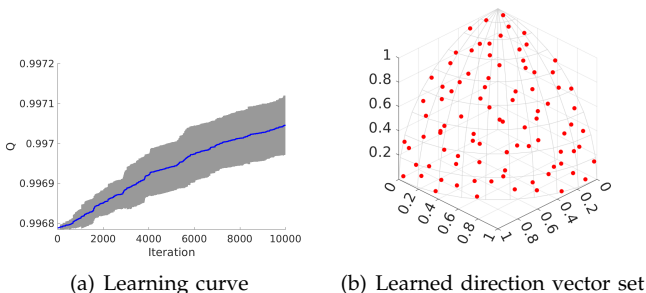 0.9972
0.9971
0.997
0.9969
0.9968
Q
0 2000 4000 6000 8000 10000
Iteration
(a) Learning curve
1
0.8
0.6
0.4
0.2
0 0.2 0.4 0.6 0.8 1
1 0.8 0.6 0.4 0.2 0
(b) Learned direction vector set